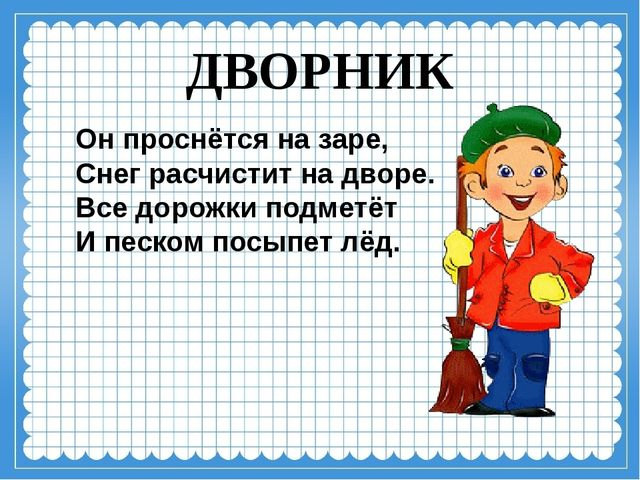 ДВОРНИК
Он проснётся на заре,
Снег расчистит на дворе.
Все дорожки подметёт
И песком посыпет лёд.